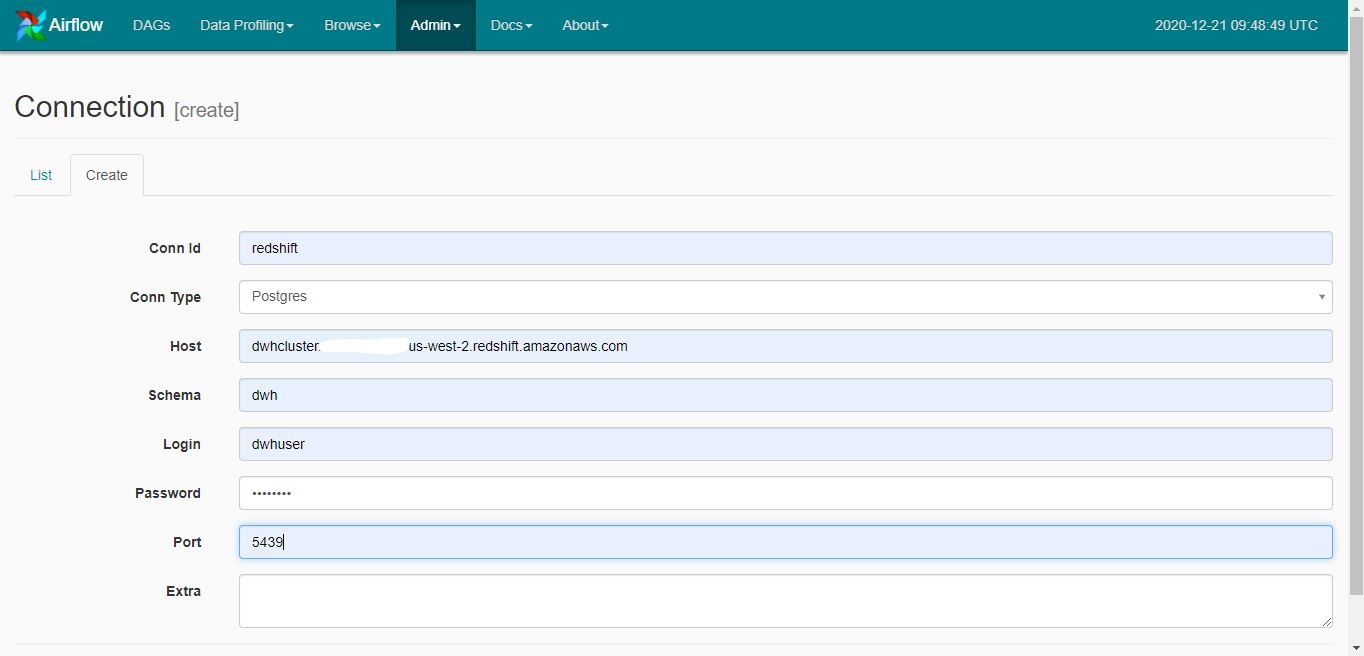 Airflow DAGs Data Profiling Browse Admin Docs About 2020-12-21 09:48:49 UTC
Connection [create]
List Create
Conn Id redshift
Conn Type Postgres
Host dwhcluster. us-west-2.redshift.amazonaws.com
Schema dwh
Login dwhuser
Password ••••••••
Port 5439
Extra